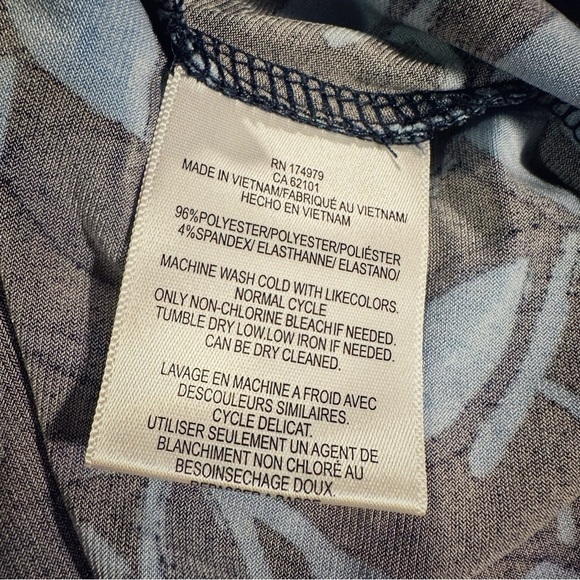 RN 174979
CA 62101
MADE IN VIETNAM/FABRIQUÉ AU VIETNAM/
HECHO EN VIETNAM
96%POLYESTER/POLYESTER/POLIÉSTER
4%SPANDEX/ ELASTHANNE/ ELASTANO/
MACHINE WASH COLD WITH LIKECOLORS.
NORMAL CYCLE
ONLY NON-CHLORINE BLEACH IF NEEDED.
TUMBLE DRY LOW.LOW IRON IF NEEDED.
CAN BE DRY CLEANED.
LAVAGE EN MACHINE A FROID AVEC
DESCOULEURS SIMILAIRES.
CYCLE DELICAT.
UTILISER SEULEMENT UN AGENT DE
BLANCHIMENT NON CHLORÉ AU
BESOINSECHAGE DOUX.